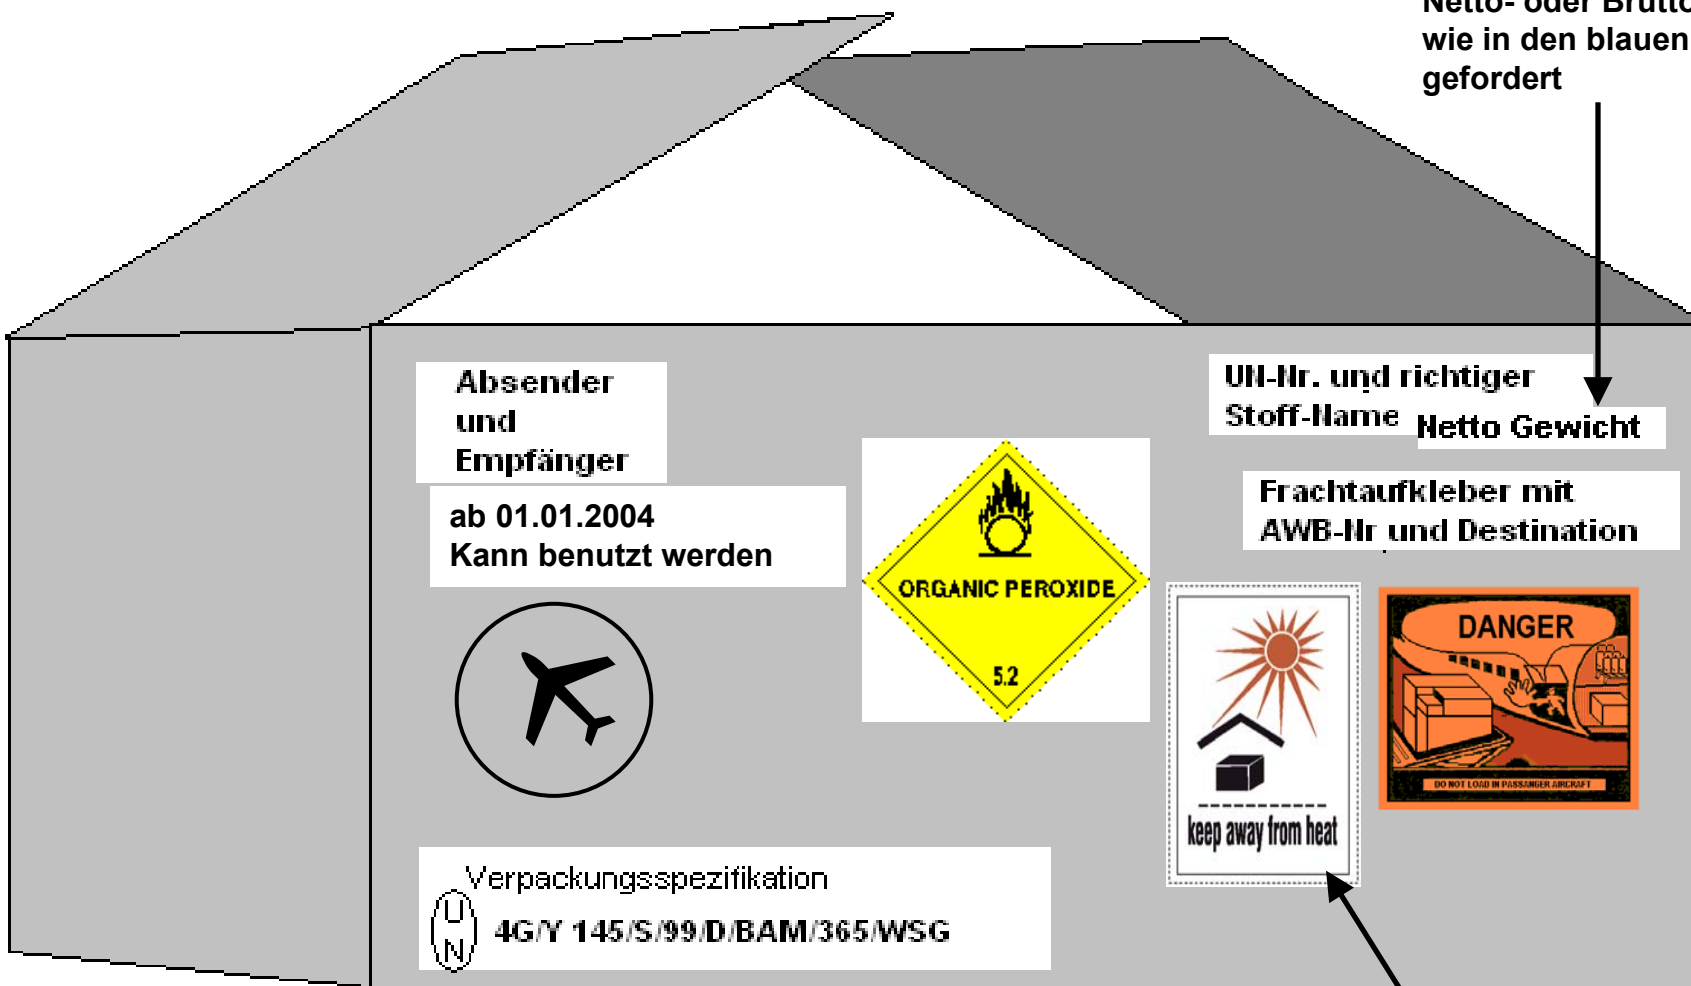 Netto- oder Brutto
wie in den blauen
gefordert
Absender
und
Empfänger
UN-Nr. und richtiger
Stoff-Name
Netto Gewicht
ab 01.01.2004
Kann benutzt werden
Frachtaufkleber mit
AWB-Nr und Destination
ORGANIC PEROXIDE
5.2
DANGER
DO NOT LOAD IN PASSANGER AIRCRAFT
keep away from heat
Verpackungsspezifikation
UN
4G/Y 145/S/99/D/BAM/365/WSG